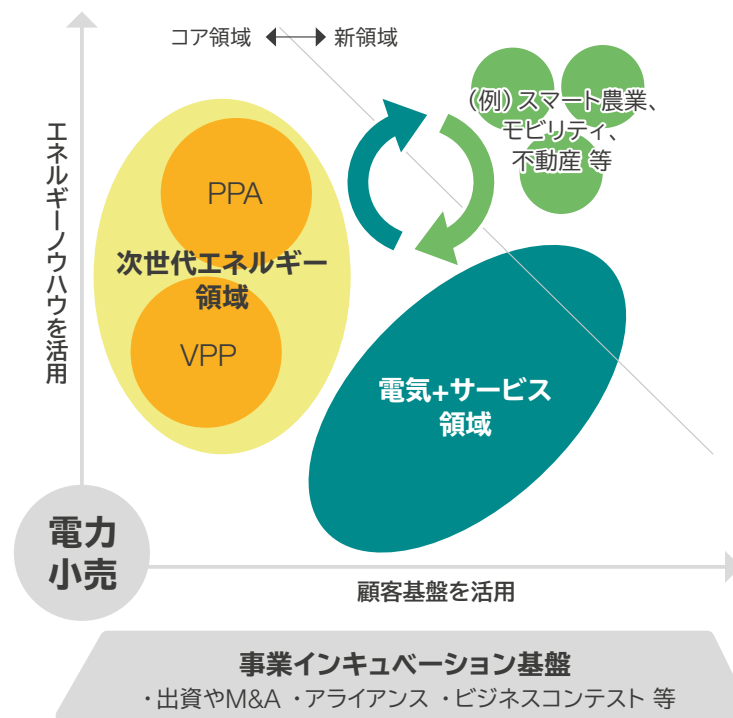 コア領域
新領域
(例)スマート農業、
モビリティ、
不動産 等
エネルギーノウハウを活用
PPA
次世代エネルギー
領域
VPP
電気+サービス
領域
電力
小売
顧客基盤を活用
事業インキュベーション基盤
・出資やM&A ・アライアンス ・ビジネスコンテスト 等